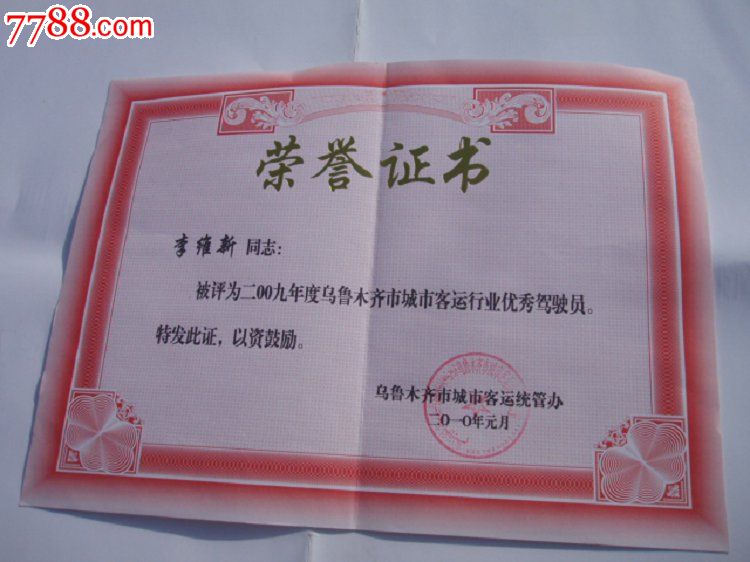 7788.com
荣誉证书
李维新 同志：
被评为二00九年度乌鲁木齐市城市客运行业优秀驾驶员。
特发此证，以资鼓励。
乌鲁木齐市城市客运统管办
二0一0年元月